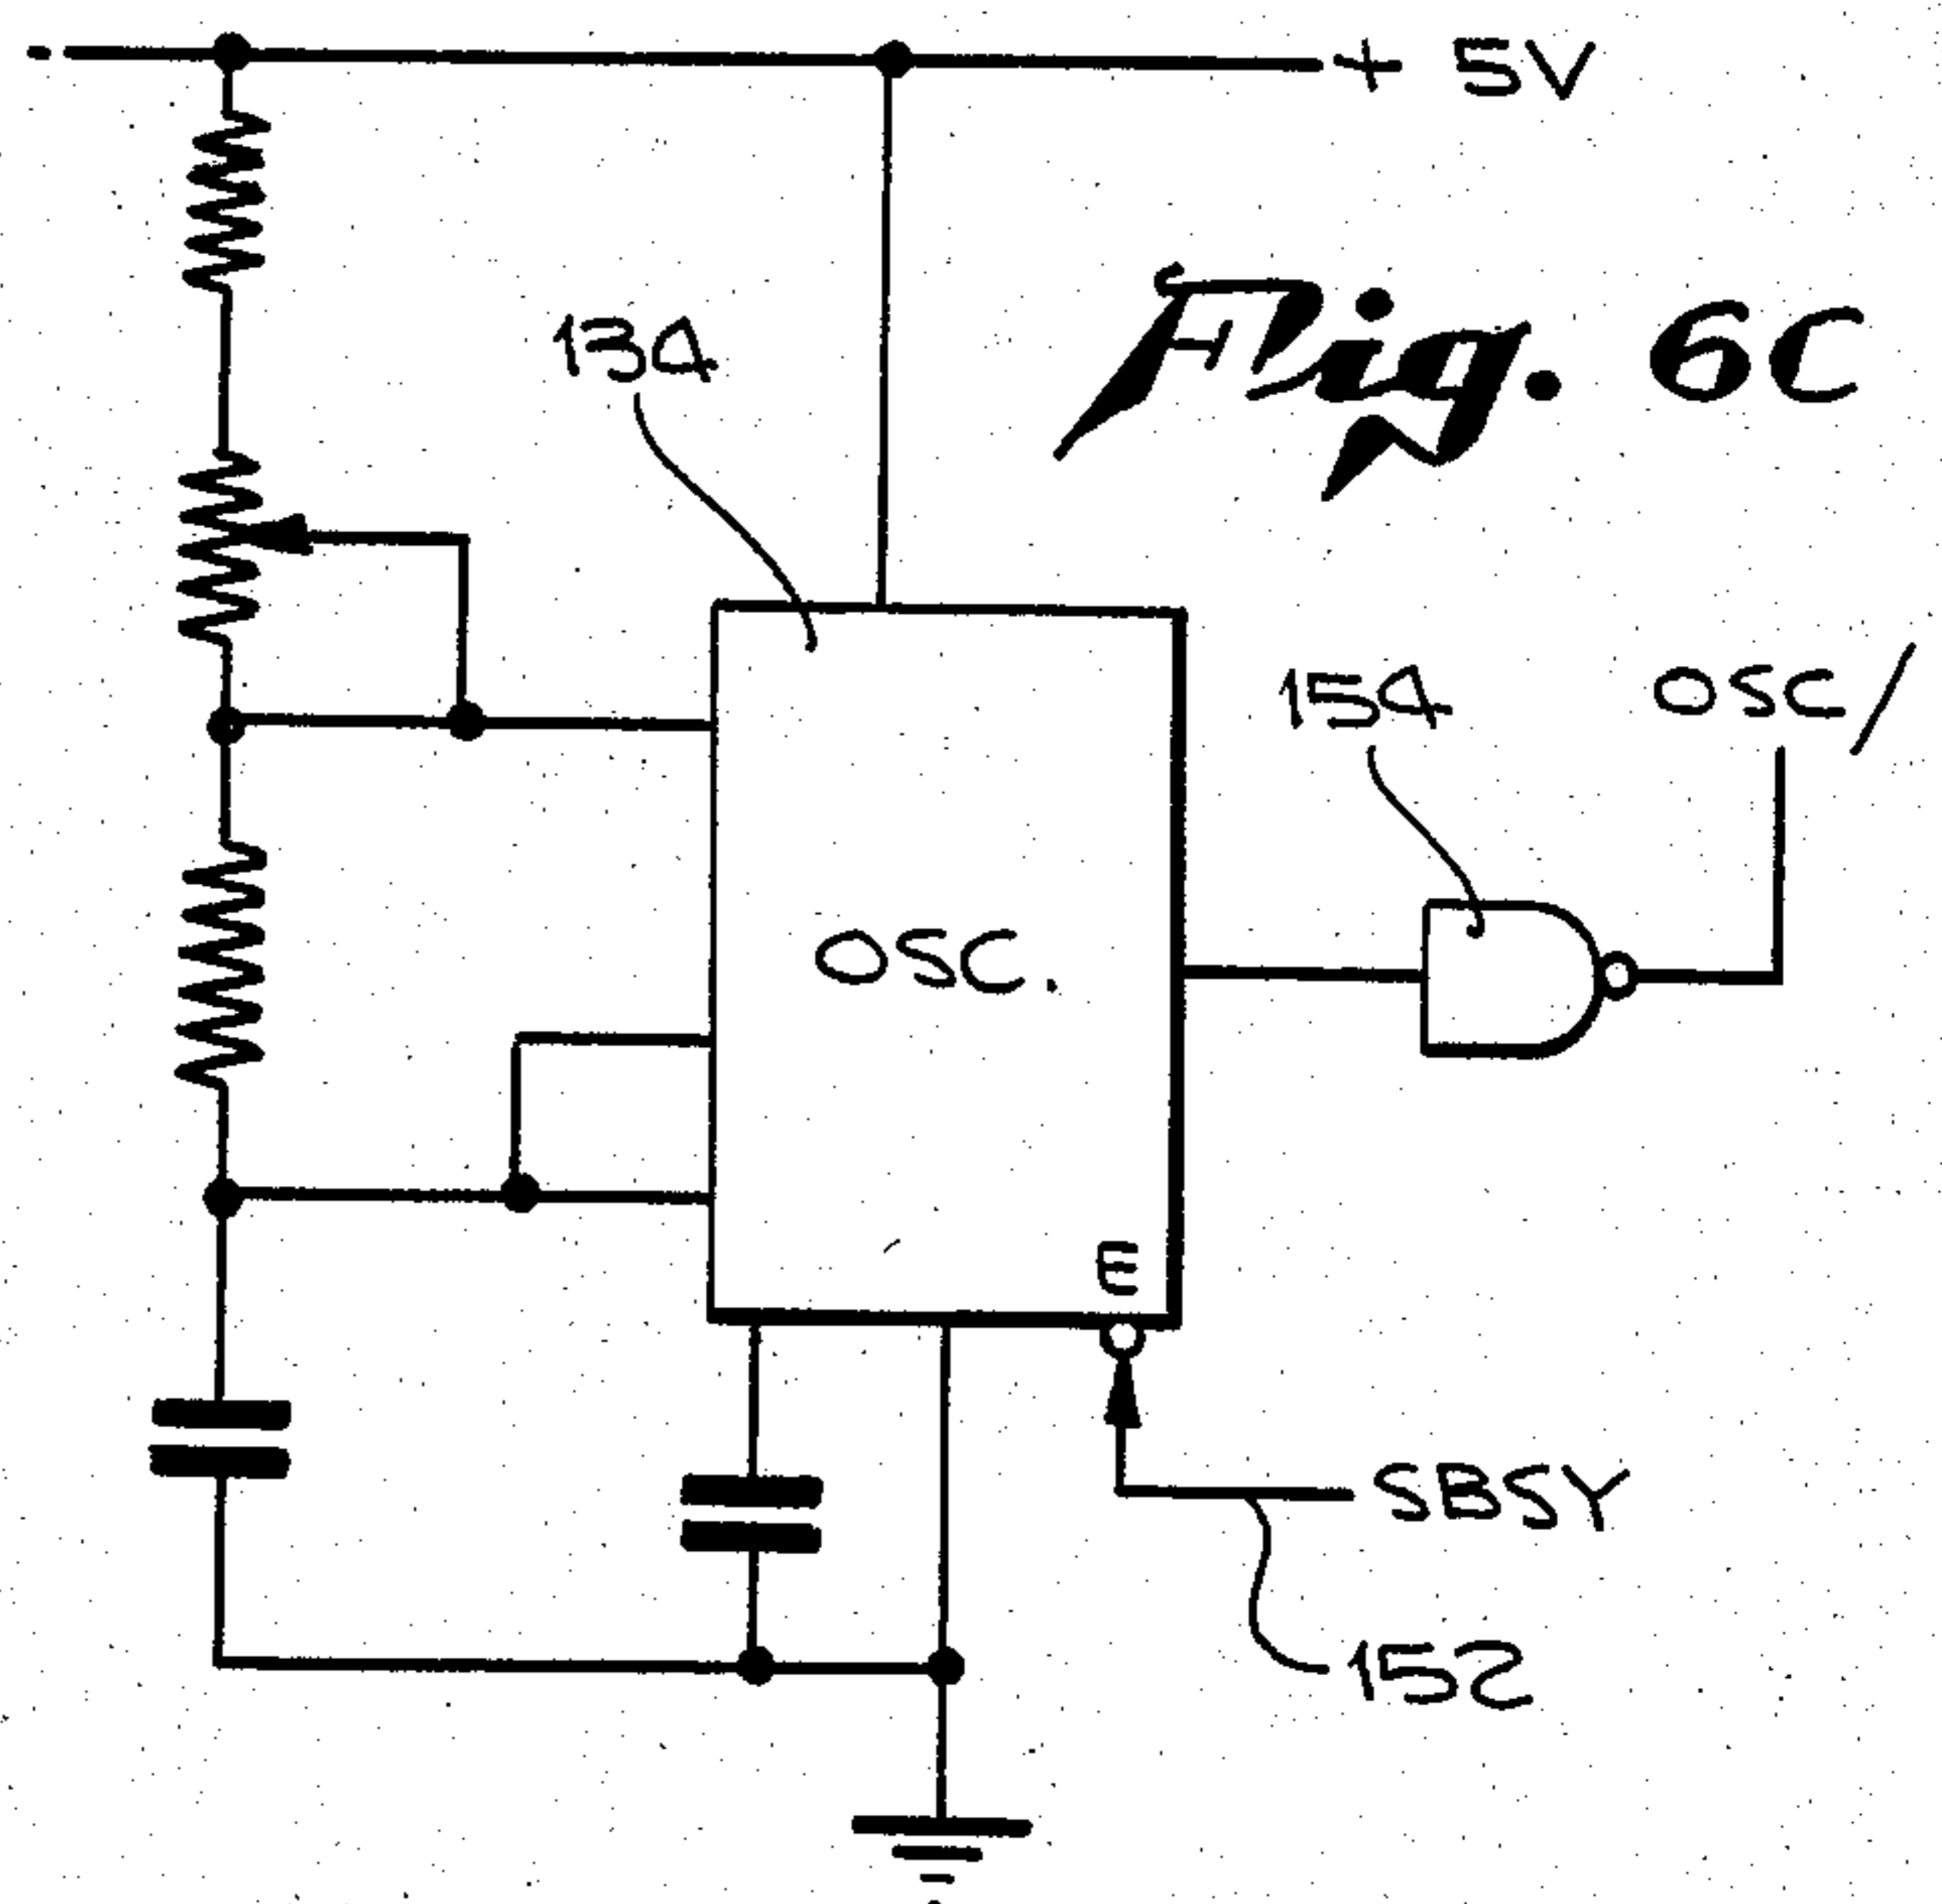 + 5V
Fig. 6C
134
154
OSC/
OSC.
E
SBSY
152